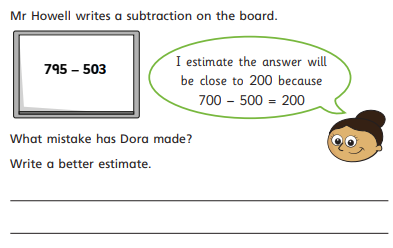 Mr Howell writes a subtraction on the board.
795 – 503
I estimate the answer will
be close to 200 because
700 – 500 = 200
What mistake has Dora made?
Write a better estimate.